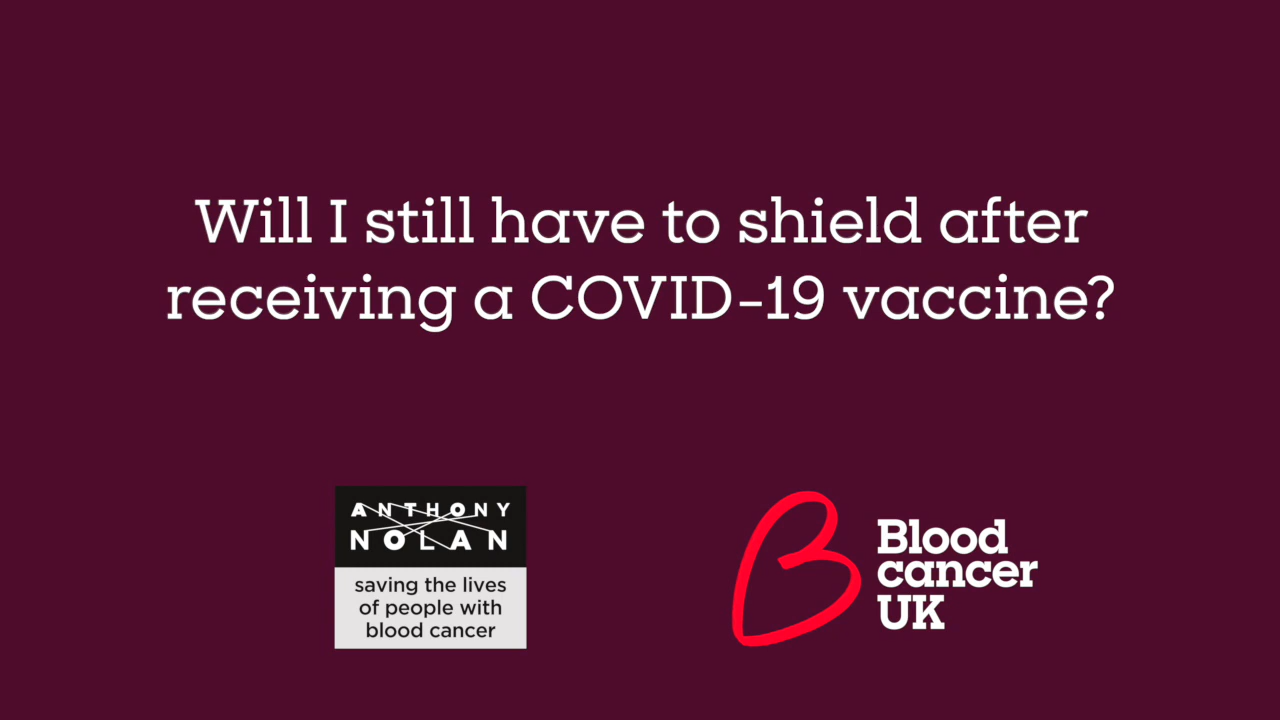 Will I still have to shield after
receiving a COVID-19 vaccine?
ANTHONY
NOLAN
saving the lives
of people with
blood cancer
Blood
cancer
UK